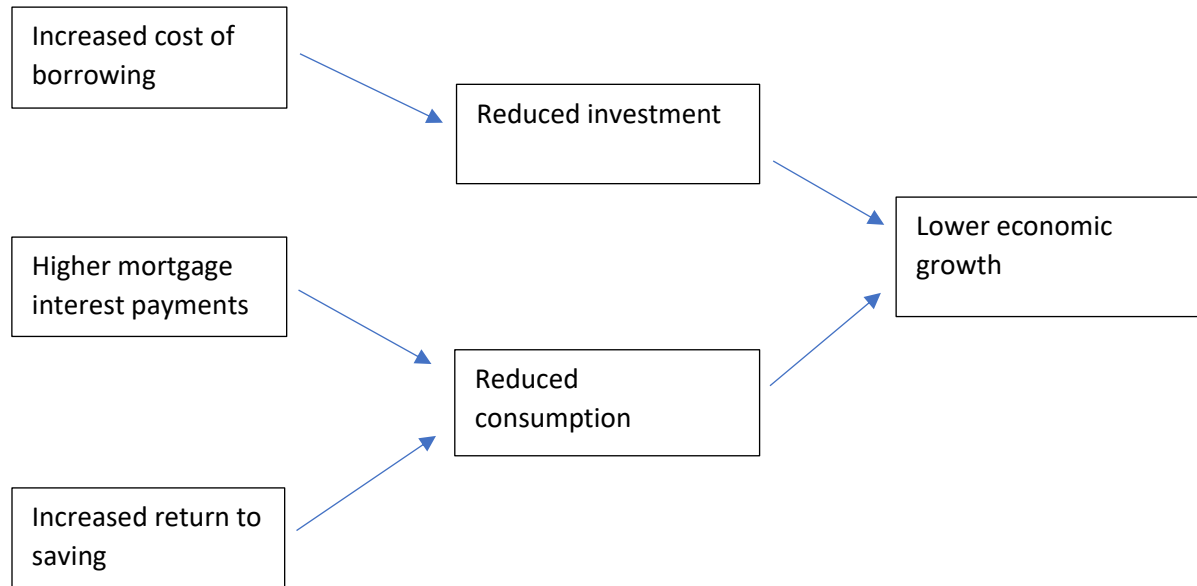 Increased cost of
borrowing
Reduced investment
Lower economic
growth
Higher mortgage
interest payments
Reduced
consumption
Increased return to
saving